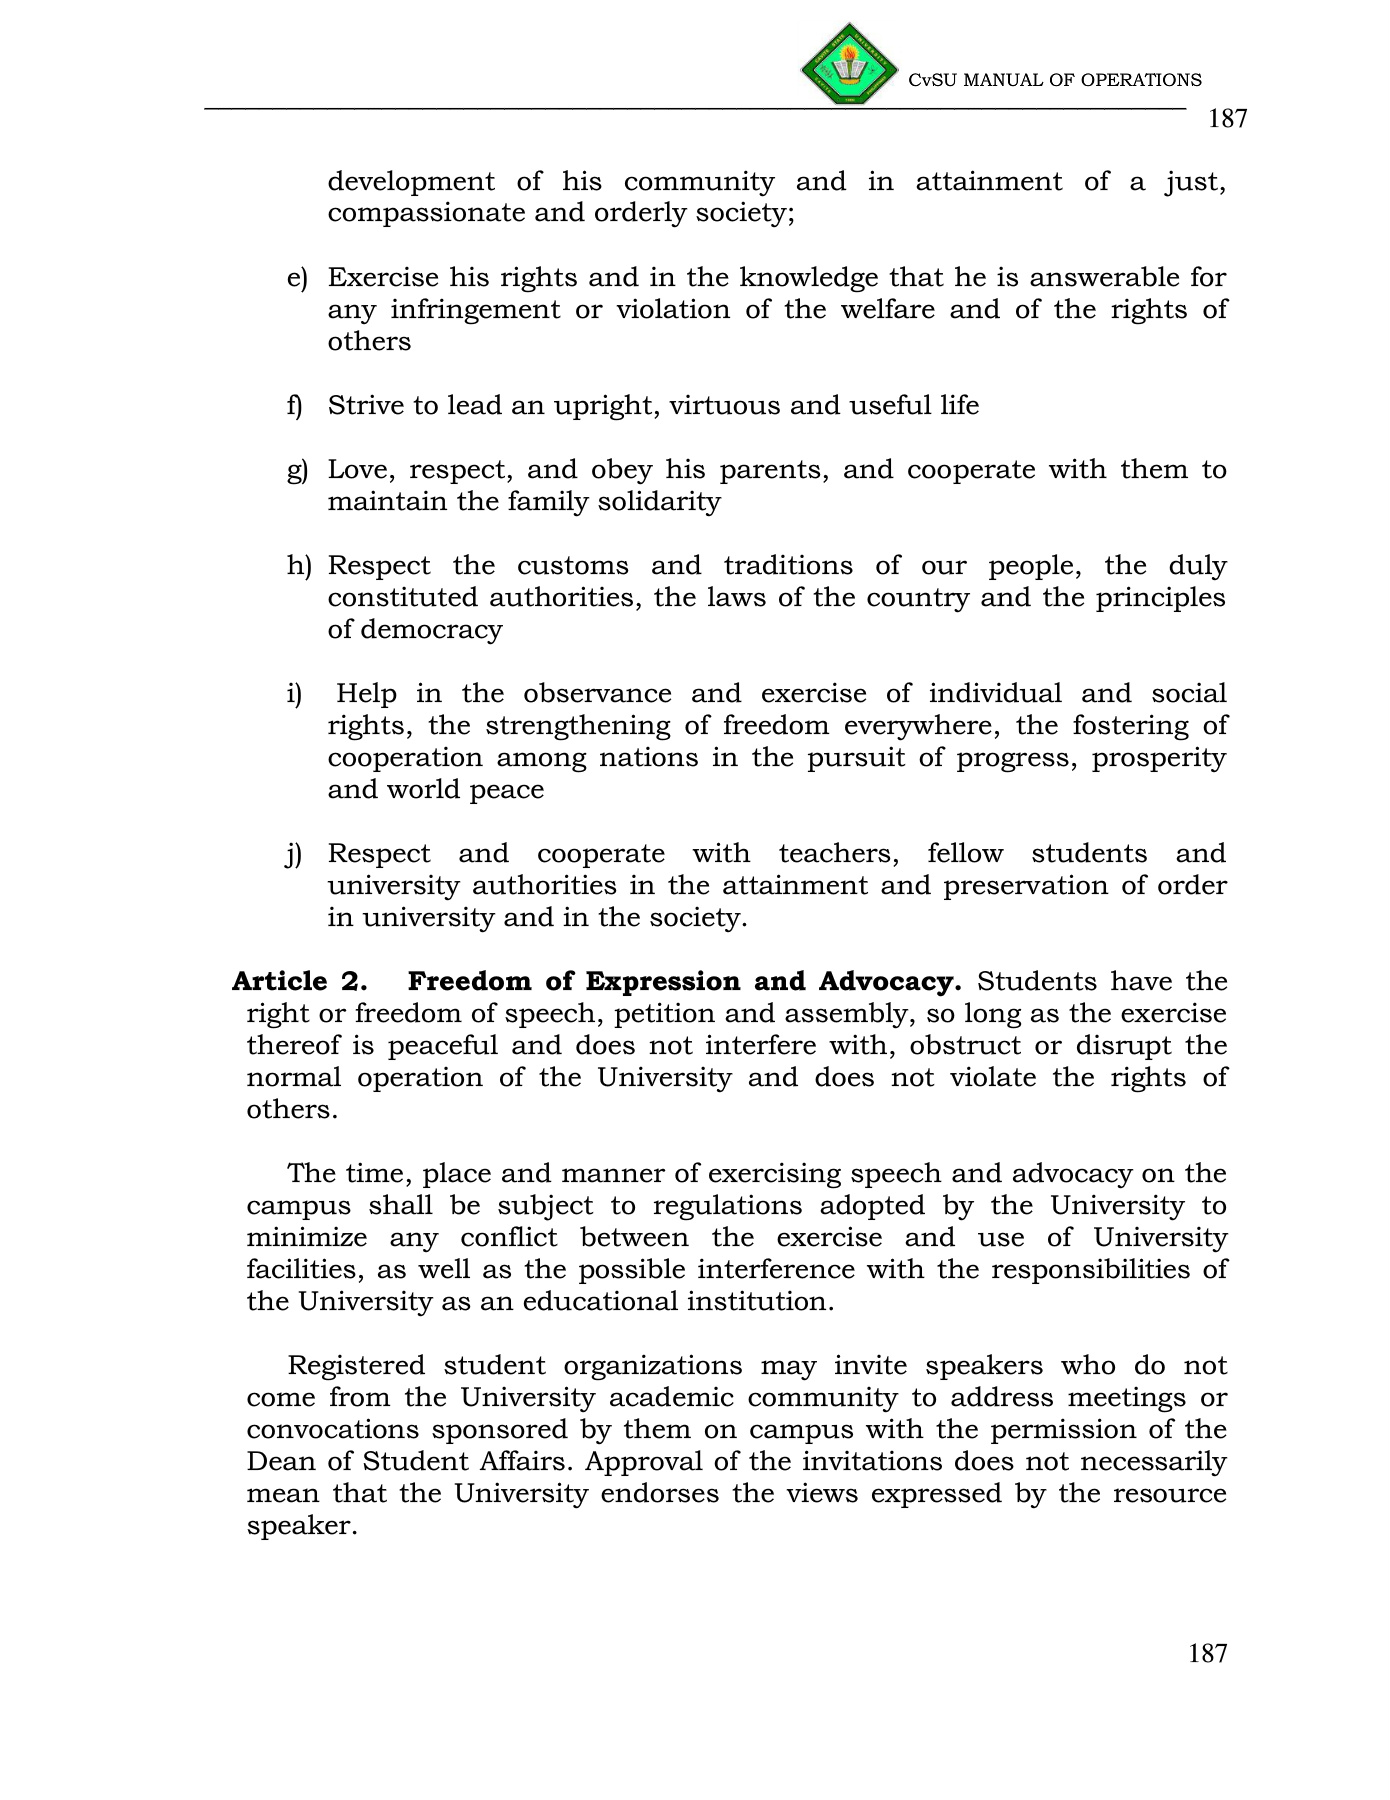 CvSU MANUAL OF OPERATIONS
187
development of his community and in attainment of a just,
compassionate and orderly society;
e) Exercise his rights and in the knowledge that he is answerable for
any infringement or violation of the welfare and of the rights of
others
f) Strive to lead an upright, virtuous and useful life
g) Love, respect, and obey his parents, and cooperate with them to
maintain the family solidarity
h) Respect the customs and traditions of our people, the duly
constituted authorities, the laws of the country and the principles
of democracy
i) Help in the observance and exercise of individual and social
rights, the strengthening of freedom everywhere, the fostering of
cooperation among nations in the pursuit of progress, prosperity
and world peace
j) Respect and cooperate with teachers, fellow students and
university authorities in the attainment and preservation of order
in university and in the society.
Article 2. Freedom of Expression and Advocacy. Students have the
right or freedom of speech, petition and assembly, so long as the exercise
thereof is peaceful and does not interfere with, obstruct or disrupt the
normal operation of the University and does not violate the rights of
others.
The time, place and manner of exercising speech and advocacy on the
campus shall be subject to regulations adopted by the University to
minimize any conflict between the exercise and use of University
facilities, as well as the possible interference with the responsibilities of
the University as an educational institution.
Registered student organizations may invite speakers who do not
come from the University academic community to address meetings or
convocations sponsored by them on campus with the permission of the
Dean of Student Affairs. Approval of the invitations does not necessarily
mean that the University endorses the views expressed by the resource
speaker.
187